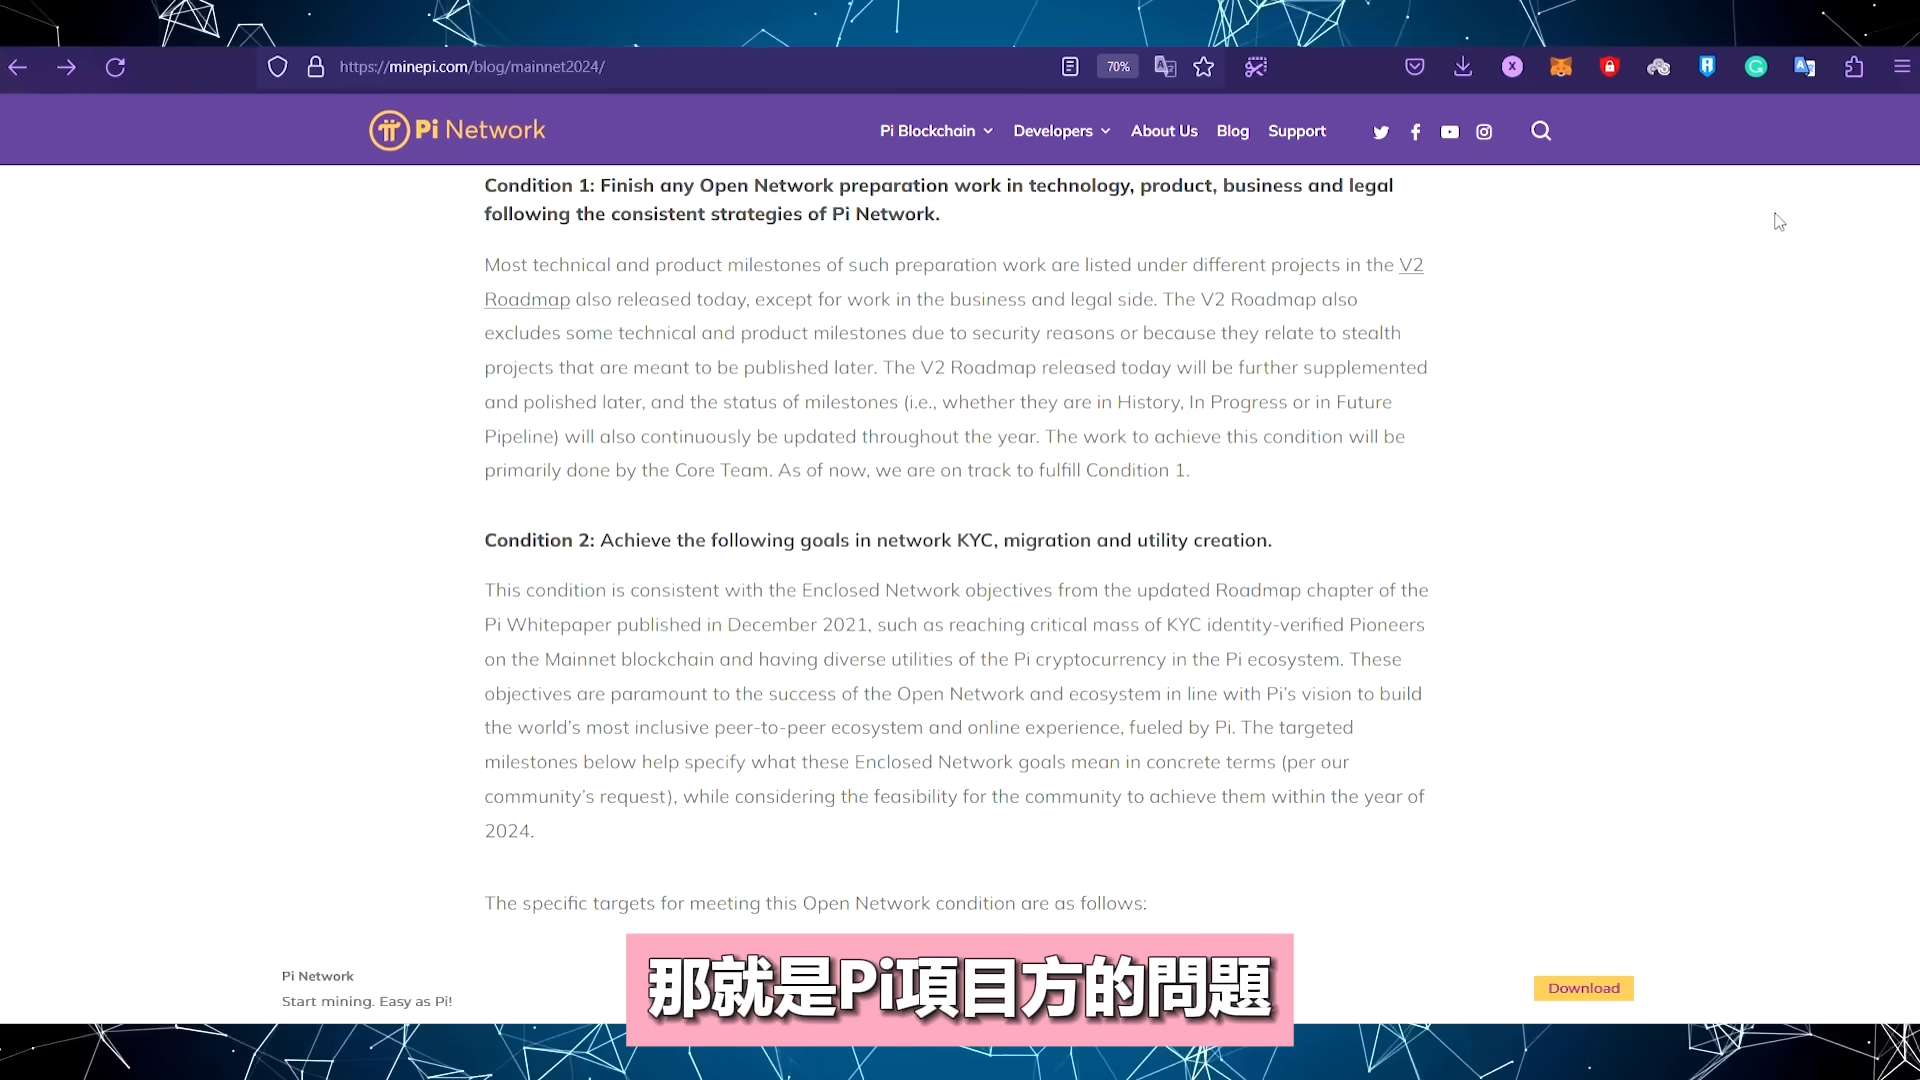 https://minepi.com/blog/mainnet2024/
70%
Pi Network
Pi Blockchain
Developers
About Us
Blog
Support
Condition 1: Finish any Open Network preparation work in technology, product, business and legal
following the consistent strategies of Pi Network.
Most technical and product milestones of such preparation work are listed under different projects in the V2
Roadmap also released today, except for work in the business and legal side. The V2 Roadmap also
excludes some technical and product milestones due to security reasons or because they relate to stealth
projects that are meant to be published later. The V2 Roadmap released today will be further supplemented
and polished later, and the status of milestones (i.e., whether they are in History, In Progress or in Future
Pipeline) will also continuously be updated throughout the year. The work to achieve this condition will be
primarily done by the Core Team. As of now, we are on track to fulfill Condition 1.
Condition 2: Achieve the following goals in network KYC, migration and utility creation.
This condition is consistent with the Enclosed Network objectives from the updated Roadmap chapter of the
Pi Whitepaper published in December 2021, such as reaching critical mass of KYC identity-verified Pioneers
on the Mainnet blockchain and having diverse utilities of the Pi cryptocurrency in the Pi ecosystem. These
objectives are paramount to the success of the Open Network and ecosystem in line with Pi’s vision to build
the world’s most inclusive peer-to-peer ecosystem and online experience, fueled by Pi. The targeted
milestones below help specify what these Enclosed Network goals mean in concrete terms (per our
community’s request), while considering the feasibility for the community to achieve them within the year of
2024.
The specific targets for meeting this Open Network condition are as follows:
Pi Network
Start mining. Easy as Pi!
Download
那就是Pi項目方的問題